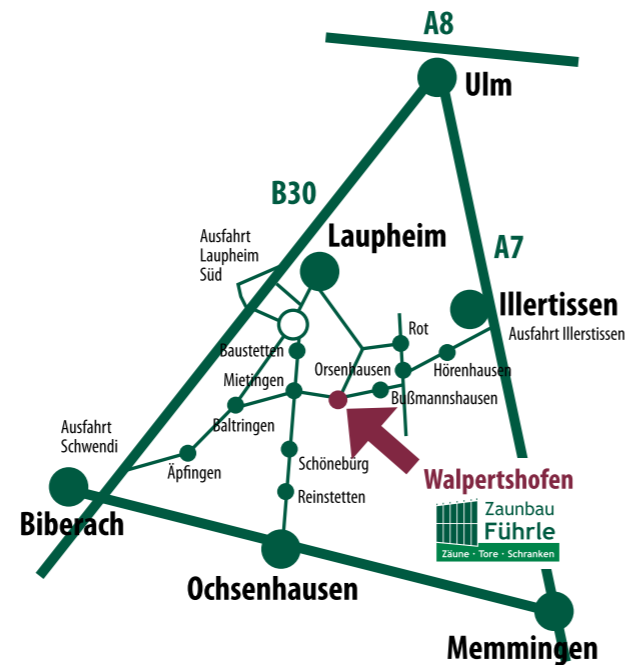 A8
Ulm
B30
Ausfahrt
Laupheim
Süd
Laupheim
A7
Illertissen
Ausfahrt Illerstissen
Rot
Baustetten
Orsenhausen
Hörenhausen
Mietingen
Bußmannshausen
Baltringen
Ausfahrt
Schwendi
Äpfingen
Schöneburg
Reinstetten
Walpertshofen
Zaunbau
Führle
Zäune · Tore · Schranken
Biberach
Ochsenhausen
Memmingen